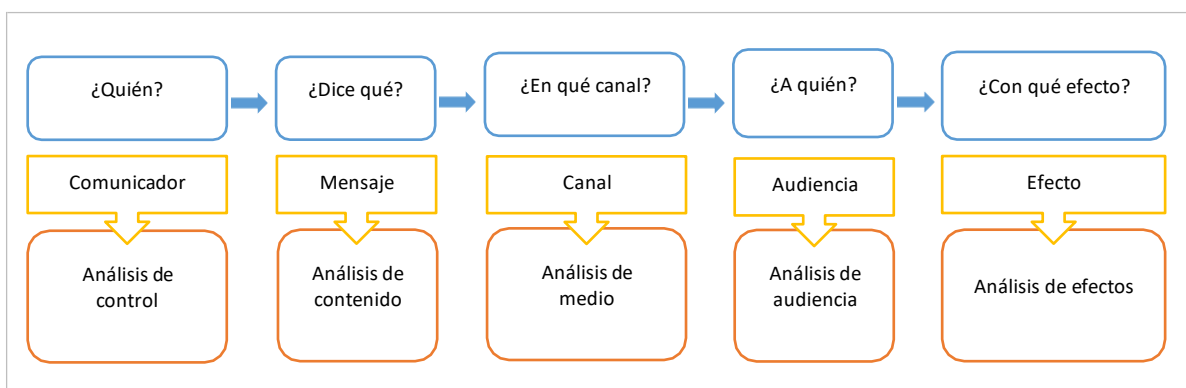 ¿Quién?
¿Dice qué?
¿En qué canal?
¿A quién?
¿Con qué efecto?
Comunicador
Mensaje
Canal
Audiencia
Efecto
Análisis de
control
Análisis de
contenido
Análisis de
medio
Análisis de
audiencia
Análisis de efectos